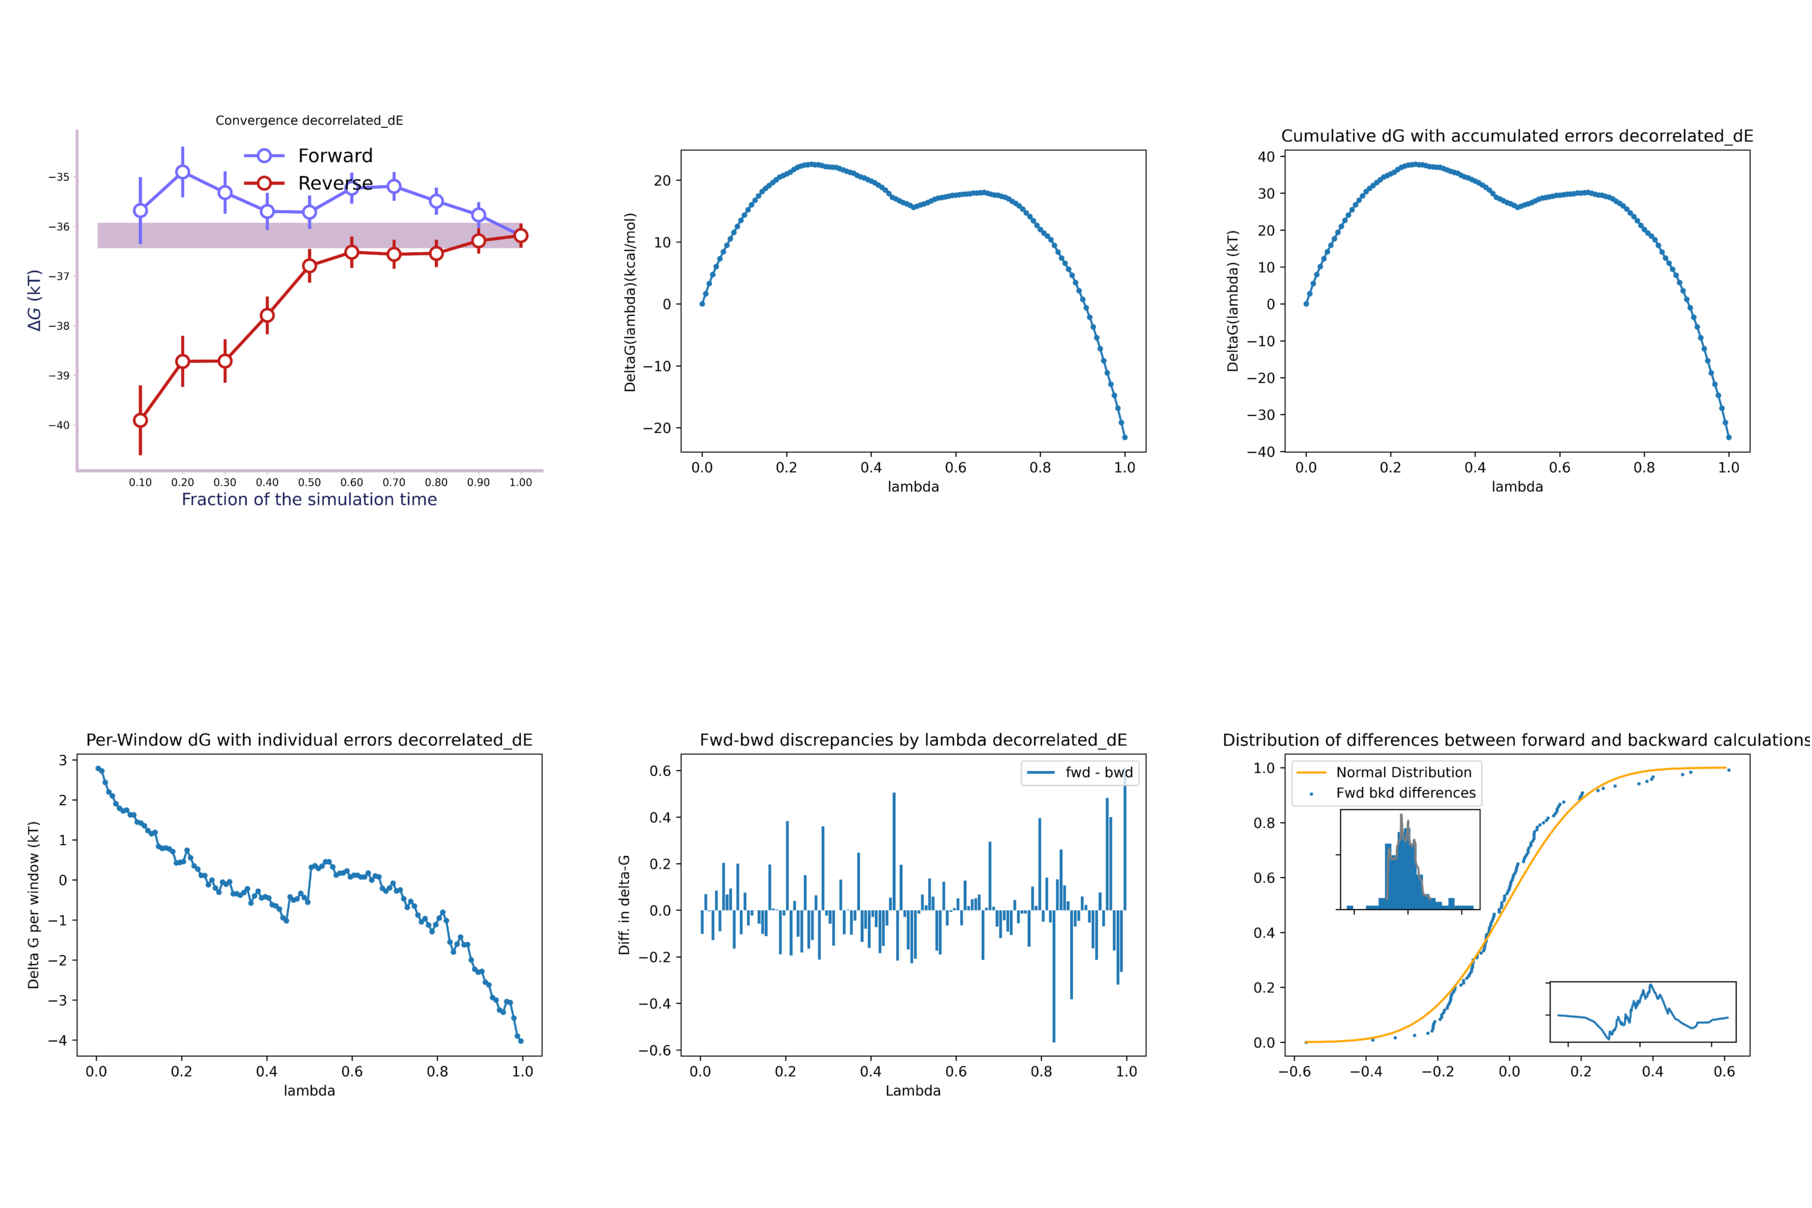 Convergence decorrelated_dE
Forward
Reverse
−35
−36
−37
−38
−39
−40
ΔG (kT)
0.10 0.20 0.30 0.40 0.50 0.60 0.70 0.80 0.90 1.00
Fraction of the simulation time
20
10
0
−10
−20
DeltaG(lambda)(kcal/mol)
0.0 0.2 0.4 0.6 0.8 1.0
lambda
Cumulative dG with accumulated errors decorrelated_dE
40
30
20
10
0
−10
−20
−30
−40
DeltaG(lambda) (kT)
0.0 0.2 0.4 0.6 0.8 1.0
lambda
Per-Window dG with individual errors decorrelated_dE
3
2
1
0
−1
−2
−3
−4
Delta G per window (kT)
0.0 0.2 0.4 0.6 0.8 1.0
lambda
Fwd-bwd discrepancies by lambda decorrelated_dE
fwd - bwd
0.6
0.4
0.2
0.0
−0.2
−0.4
−0.6
Diff. in delta-G
0.0 0.2 0.4 0.6 0.8 1.0
Lambda
Distribution of differences between forward and backward calculations
Normal Distribution
Fwd bkd differences
1.0
0.8
0.6
0.4
0.2
0.0
−0.6 −0.4 −0.2 0.0 0.2 0.4 0.6